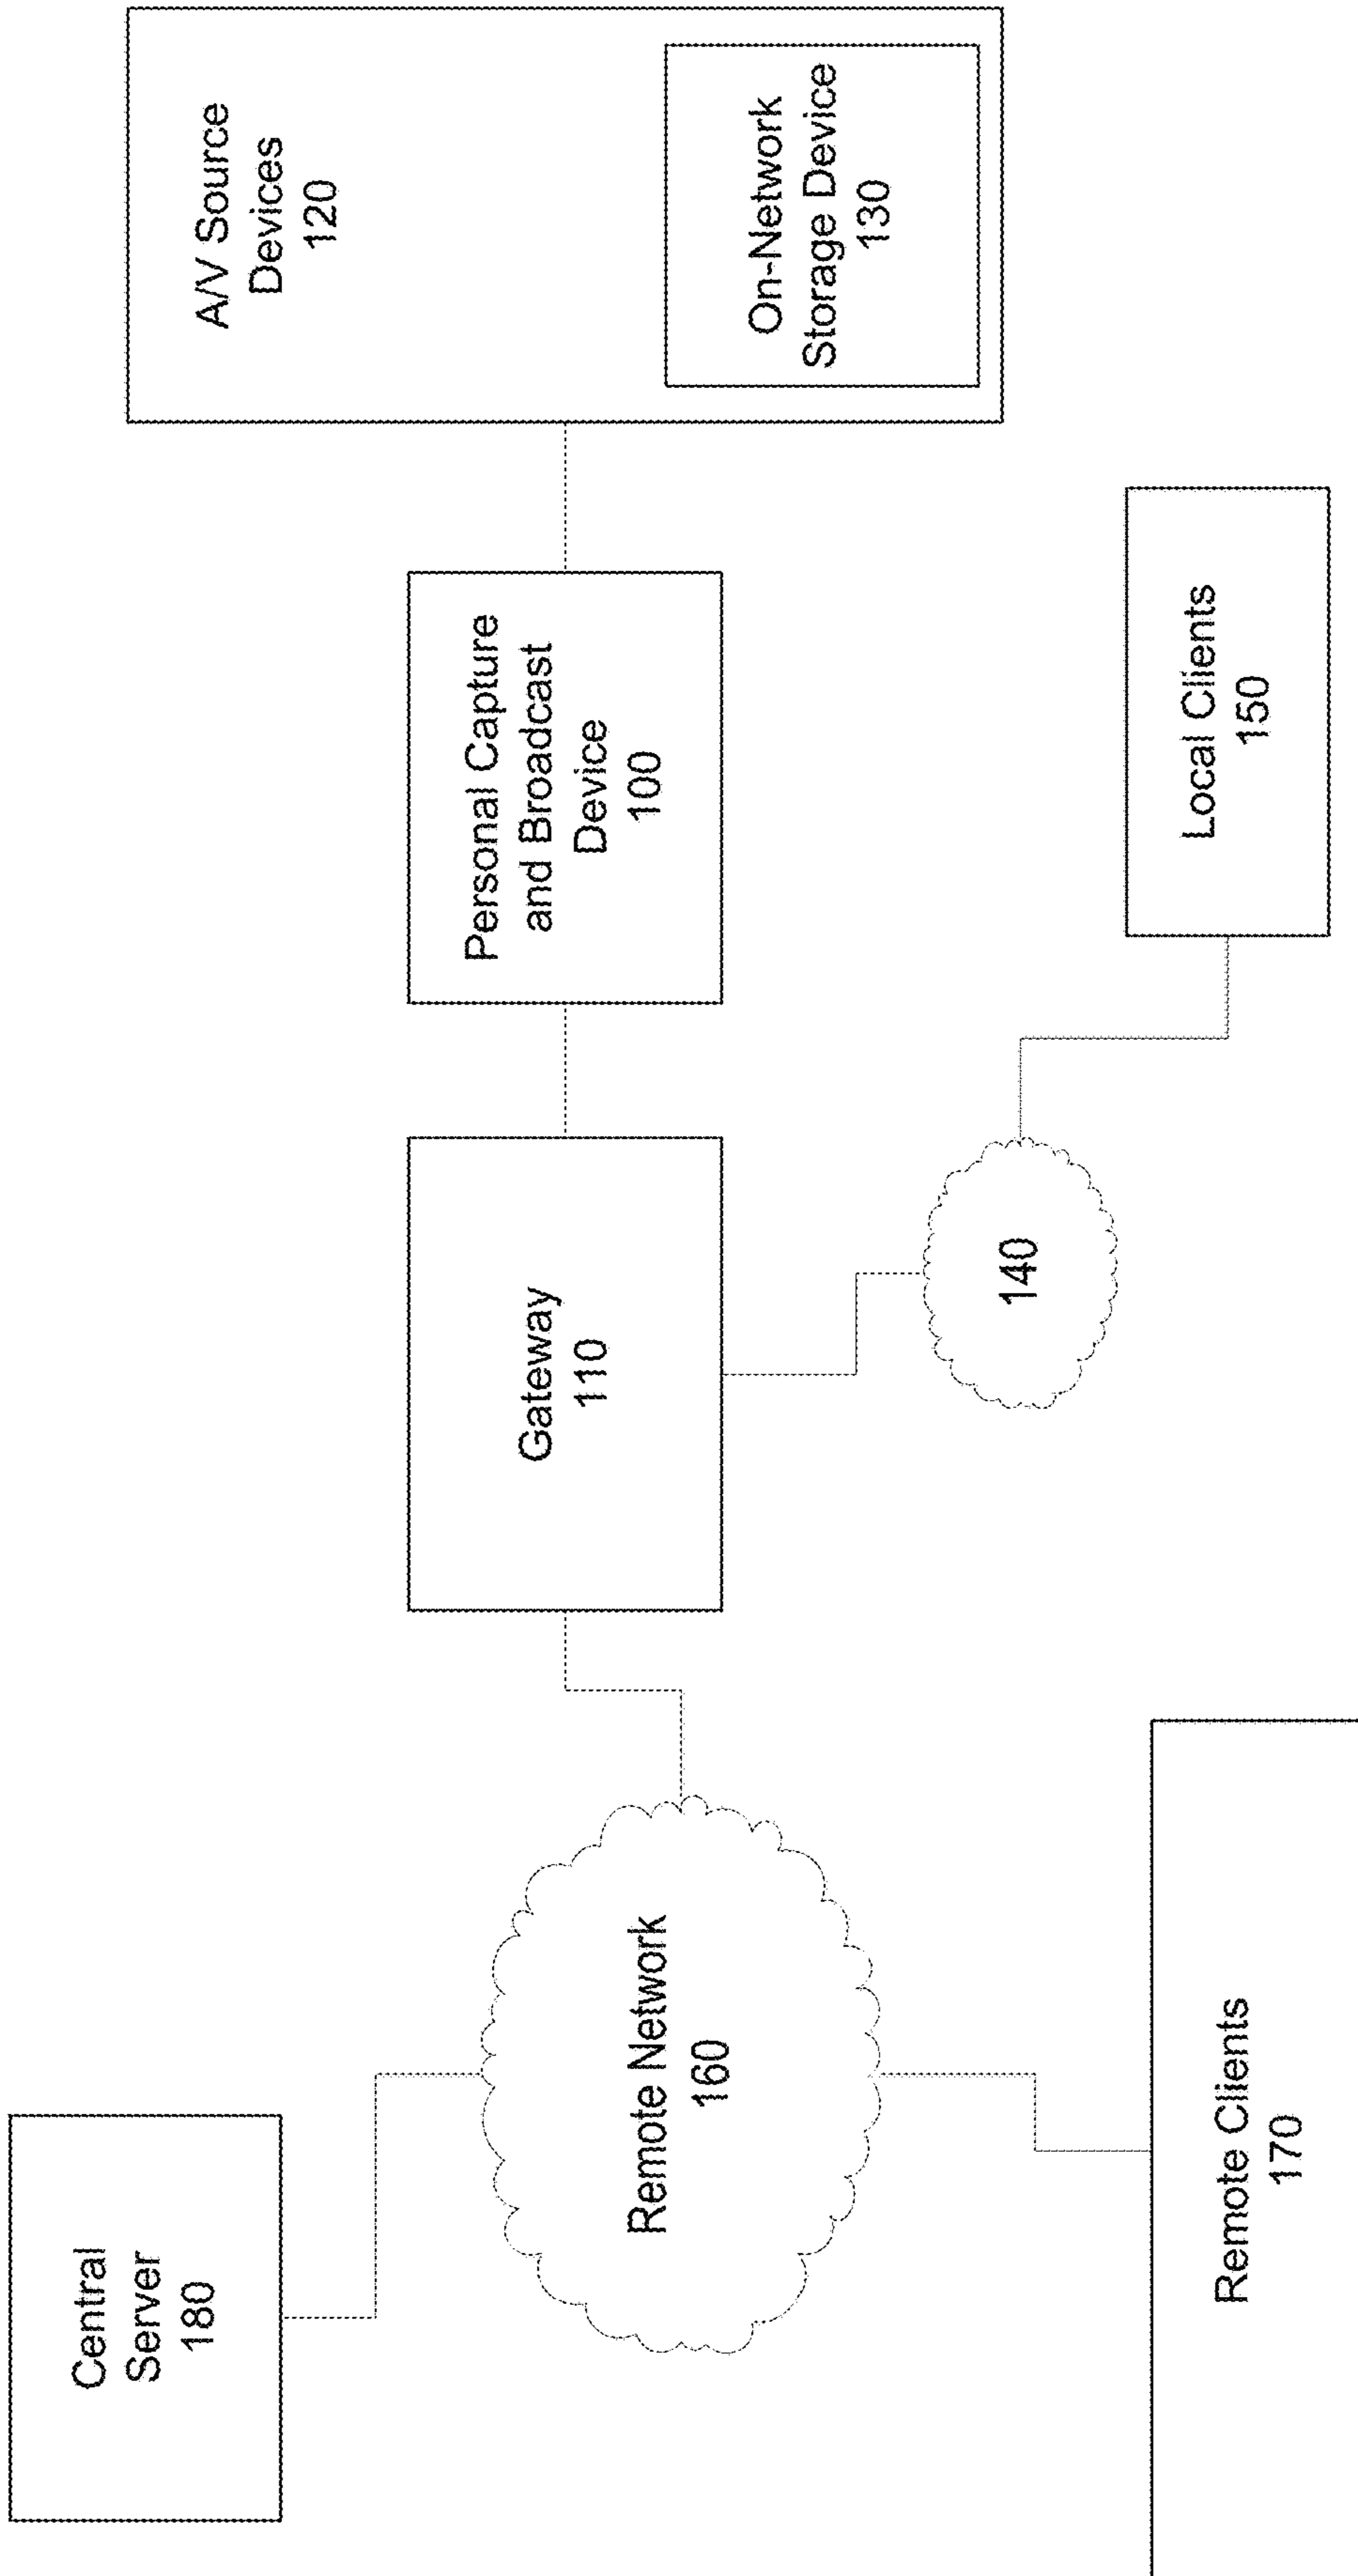 Central
Server
180
Remote Network
160
Remote Clients
170
Gateway
110
140
Personal Capture
and Broadcast
Device
100
Local Clients
150
A/V Source
Devices
120
On-Network
Storage Device
130